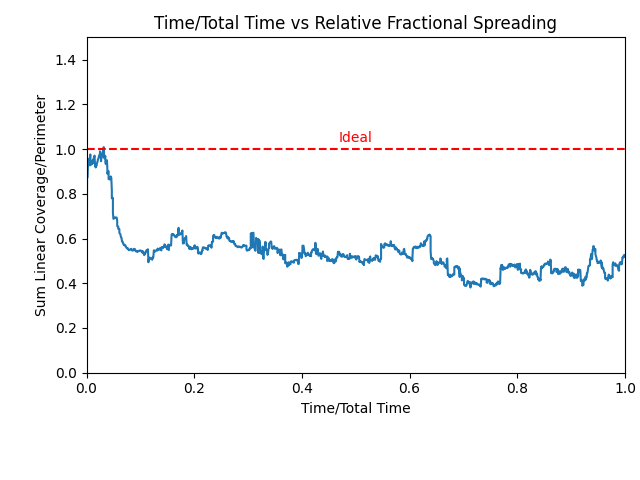 Time/Total Time vs Relative Fractional Spreading
1.4
1.2
1.0
0.8
0.6
0.4
0.2
0.0
Sum Linear Coverage/Perimeter
Ideal
0.0 0.2 0.4 0.6 0.8 1.0
Time/Total Time